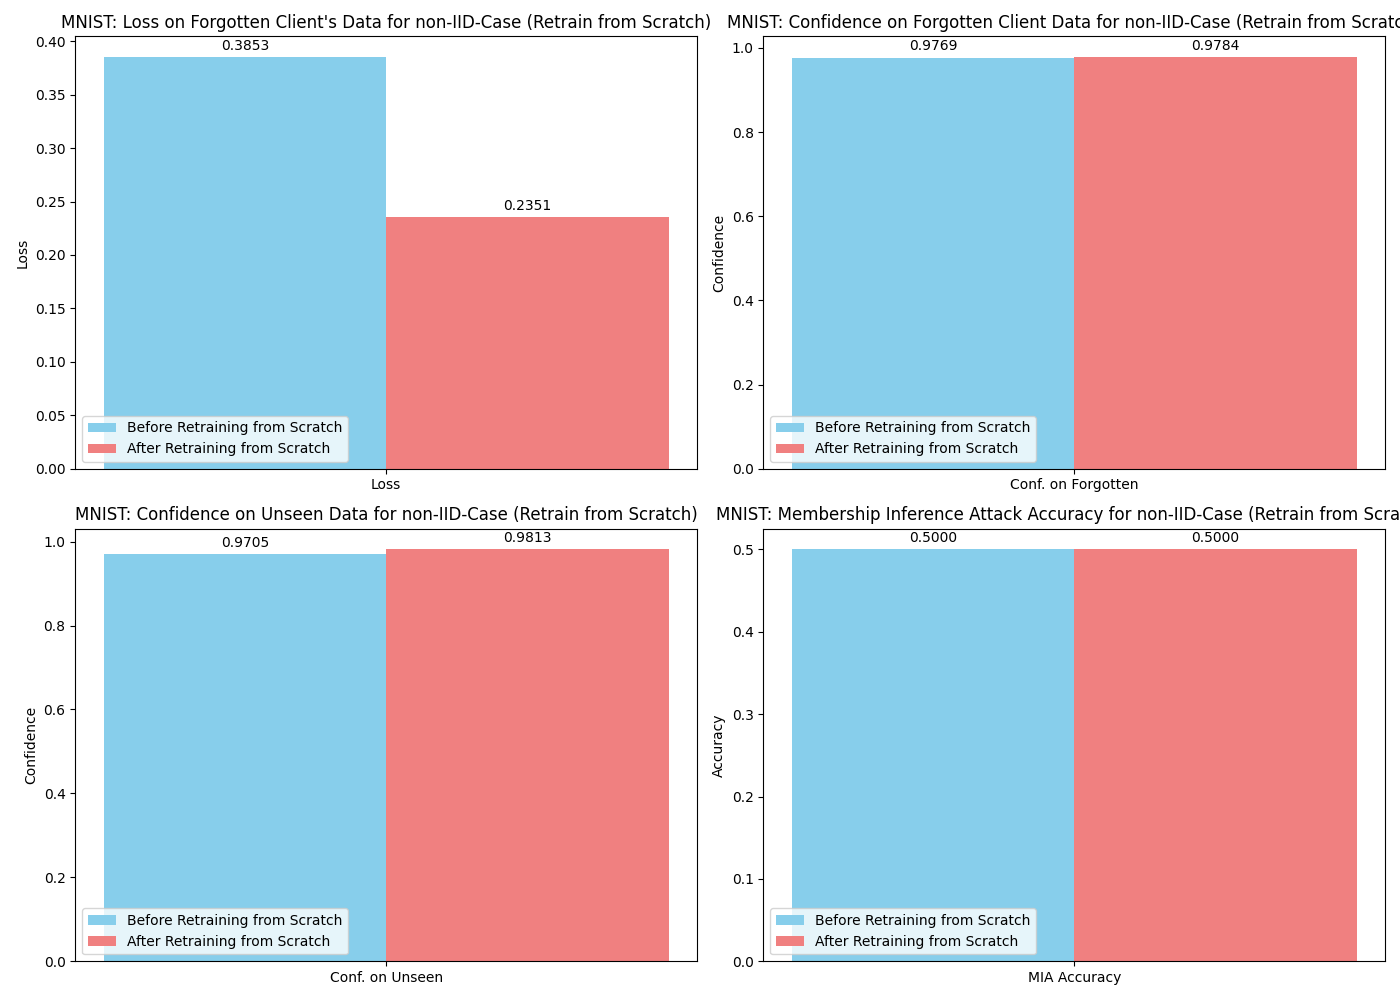 MNIST: Loss on Forgotten Client's Data for non-IID-Case (Retrain from Scratch)
0.3853
0.2351
0.40
0.35
0.30
0.25
0.20
0.15
0.10
0.05
0.00
Loss
Before Retraining from Scratch
After Retraining from Scratch
Loss
MNIST: Confidence on Forgotten Client Data for non-IID-Case (Retrain from Scratc
0.9769
0.9784
1.0
0.8
0.6
0.4
0.2
0.0
Confidence
Before Retraining from Scratch
After Retraining from Scratch
Conf. on Forgotten
MNIST: Confidence on Unseen Data for non-IID-Case (Retrain from Scratch)
0.9705
0.9813
1.0
0.8
0.6
0.4
0.2
0.0
Confidence
Before Retraining from Scratch
After Retraining from Scratch
Conf. on Unseen
MNIST: Membership Inference Attack Accuracy for non-IID-Case (Retrain from Scra
0.5000
0.5000
0.5
0.4
0.3
0.2
0.1
0.0
Accuracy
Before Retraining from Scratch
After Retraining from Scratch
MIA Accuracy